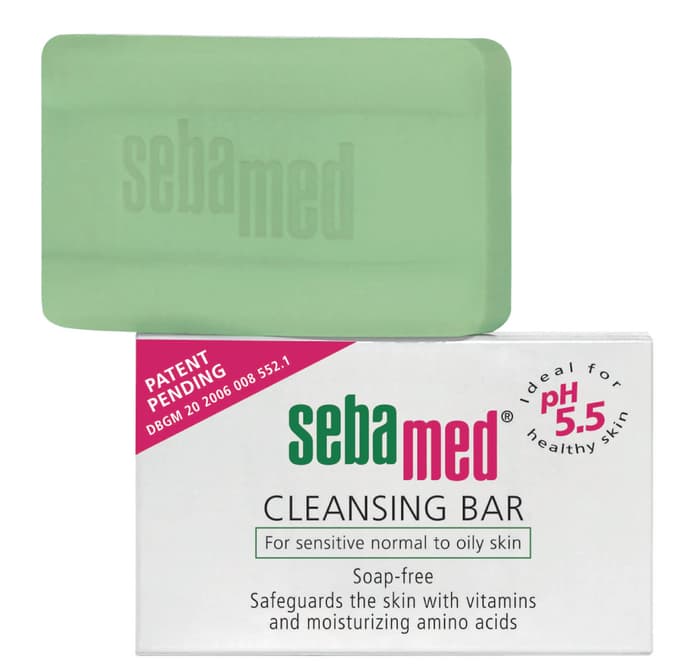 sebamed
PATENT
PENDING
DBGM 20 2006 008 552.1
sebamed®
ideal for
pH
5.5
healthy skin
CLEANSING BAR
For sensitive normal to oily skin
Soap-free
Safeguards the skin with vitamins
and moisturizing amino acids